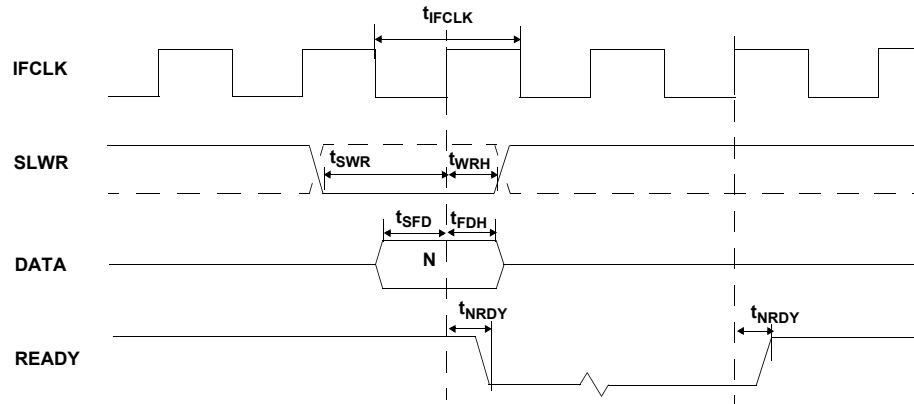 tIFCLK
IFCLK
SLWR
tSWR
tWRH
tSFD
tFDH
DATA
N
tNRDY
tNRDY
READY